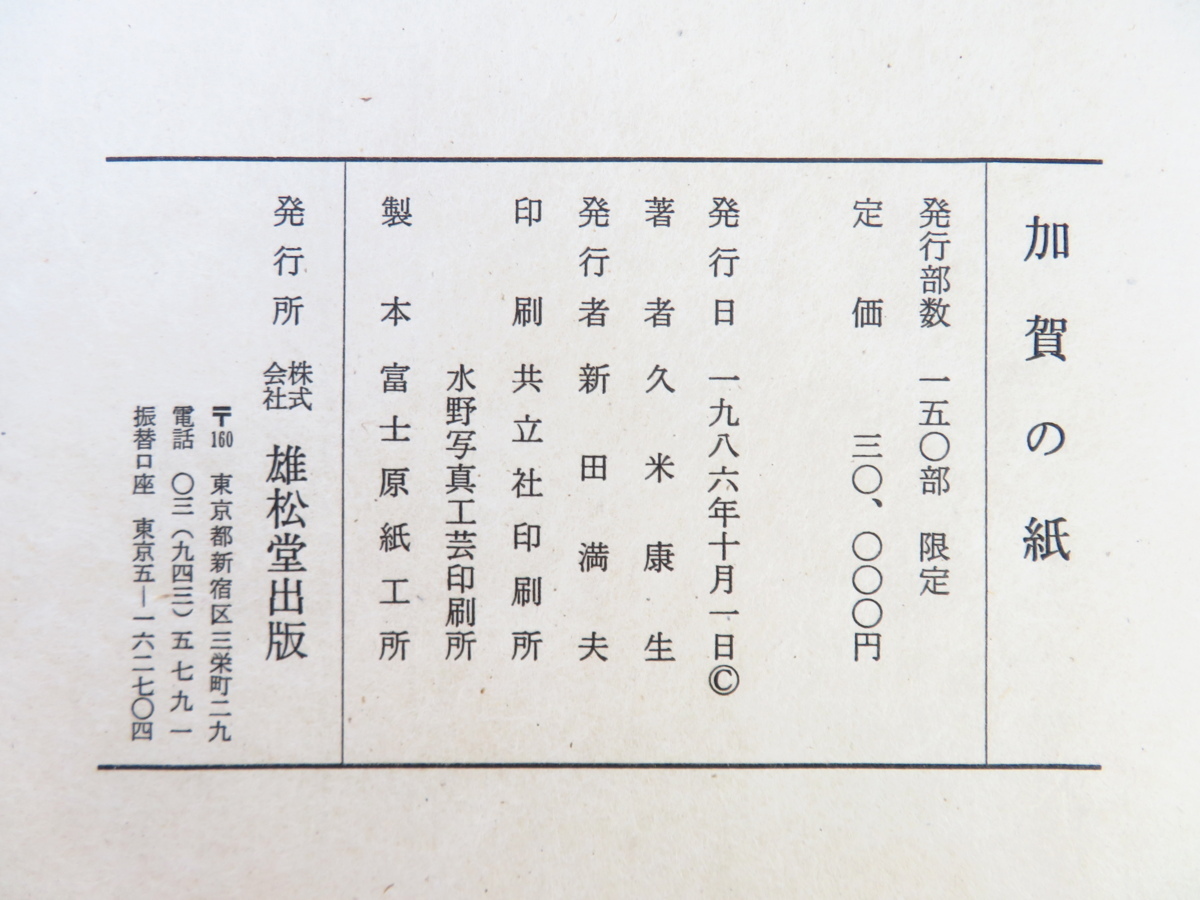 加賀の紙
発行部数 一五〇部 限定
定価 三〇、〇〇〇円
発行日 一九八六年十月一日©
著者 久米康生
発行者 新田満夫
印刷 共立社印刷所
水野写真工芸印刷所
製本 富士原紙工所
発行所 株式会社 雄松堂出版
〒160 東京都新宿区三栄町二九
電話 〇三(九四三)五七九一
振替口座 東京五―一六二七〇四